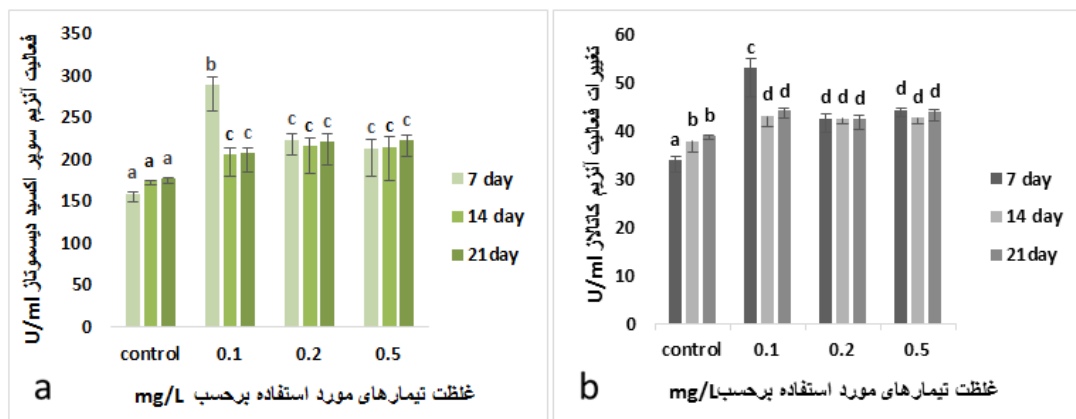 فعالیت آنزیم سوپر اکسید دیسموتاز U/ml
350
300
250
200
150
100
50
0
a a a
b c c
c c c
c c c
control 0.1 0.2 0.5
7 day
14 day
21day
a
غلظت تیمارهای مورد استفاده برحسب mg/L
تغییرات فعالیت آنزیم کاتالاز U/ml
60
50
40
30
20
10
0
a b b
c d d
d d d
d d d
control 0.1 0.2 0.5
7 day
14 day
21 day
b
غلظت تیمارهای مورد استفاده برحسبmg/L